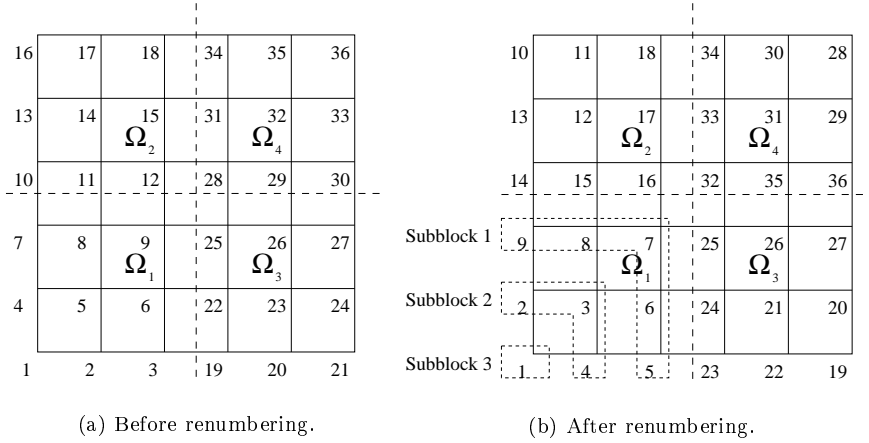 16 17 18 34 35 36
13 14 15 31 32 33
Ω2 Ω4
10 11 12 28 29 30
7 8 9 25 26 27
Ω1 Ω3
4 5 6 22 23 24
1 2 3 19 20 21
(a) Before renumbering.
10 11 18 34 30 28
13 12 17 33 31 29
Ω2 Ω4
14 15 16 32 35 36
Subblock 1 9 8 7 25 26 27
Ω1 Ω3
Subblock 2 2 3 6 24 21 20
Subblock 3 1 4 5 23 22 19
(b) After renumbering.